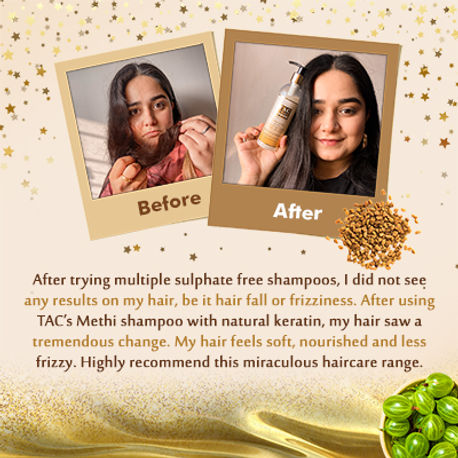 Before
After
After trying multiple sulphate free shampoos, I did not see
any results on my hair, be it hair fall or frizziness. After using
TAC's Methi shampoo with natural keratin, my hair saw a
tremendous change. My hair feels soft, nourished and less
frizzy. Highly recommend this miraculous haircare range.